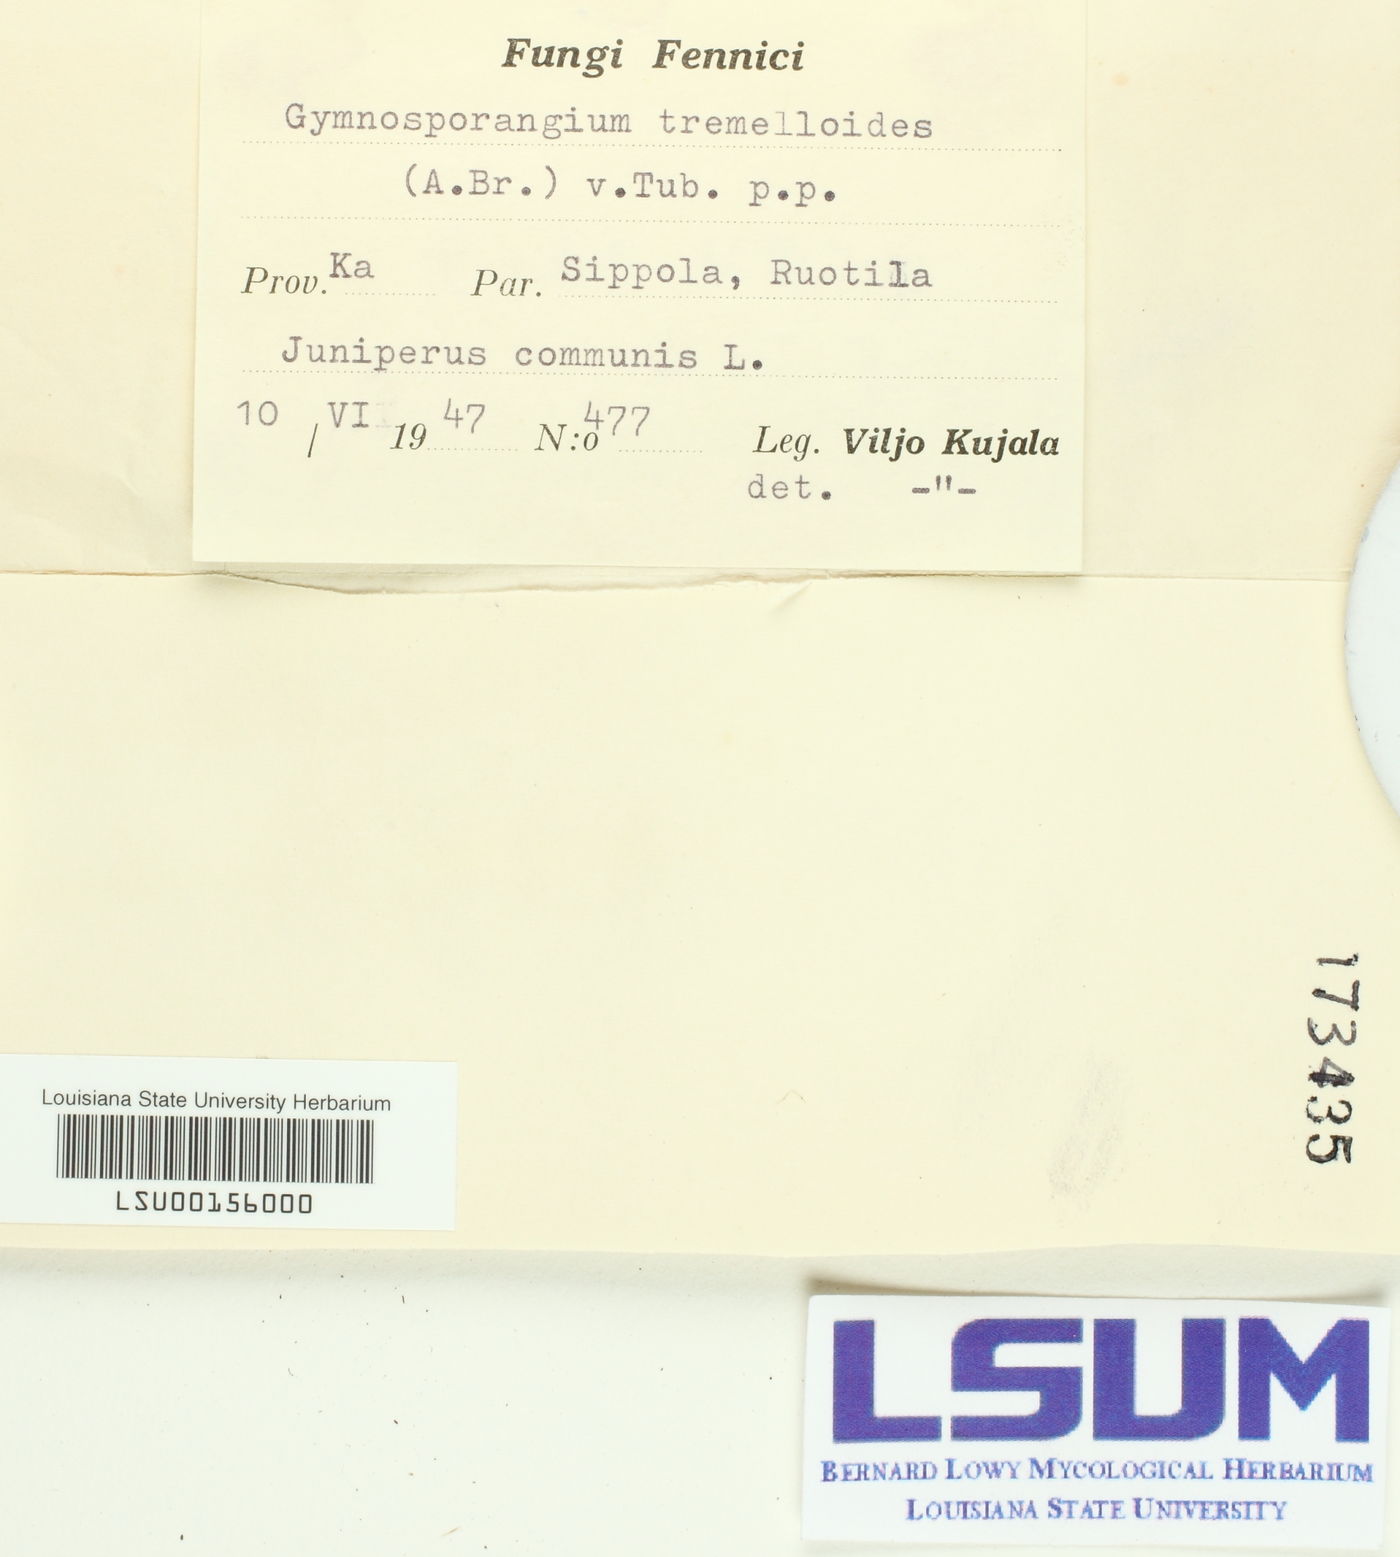 Fungi Fennici
Gymnosporangium tremelloides
(A.Br.) v.Tub. p.p.
Prov. Ka Par. Sippola, Ruotila
Juniperus communis L.
10 / VI 19 47 N:o 477 Leg. Viljo Kujala
det. -"-
173435
Louisiana State University Herbarium
LSU00156000
LSUM
BERNARD LOWY MYCOLOGICAL HERBARIUM
LOUISIANA STATE UNIVERSITY